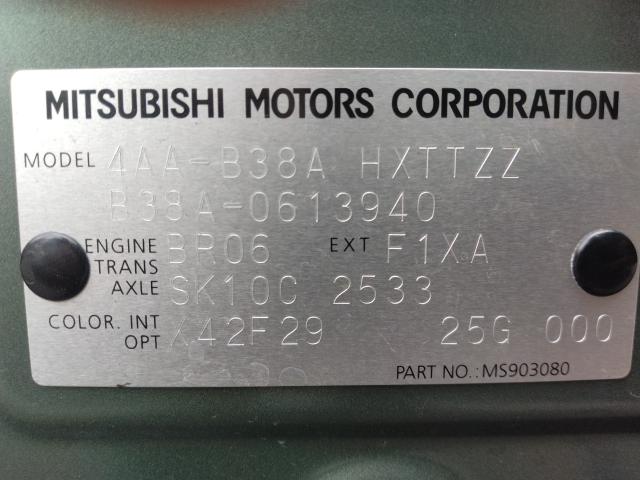 MITSUBISHI MOTORS CORPORATION
MODEL 4AA-B38A HXTTZZ
B38A-0613940
ENGINE BR06 EXT F1XA
TRANS
AXLE SK10C 2533
COLOR. INT X42F29 25G 000
OPT
PART NO.: MS903080